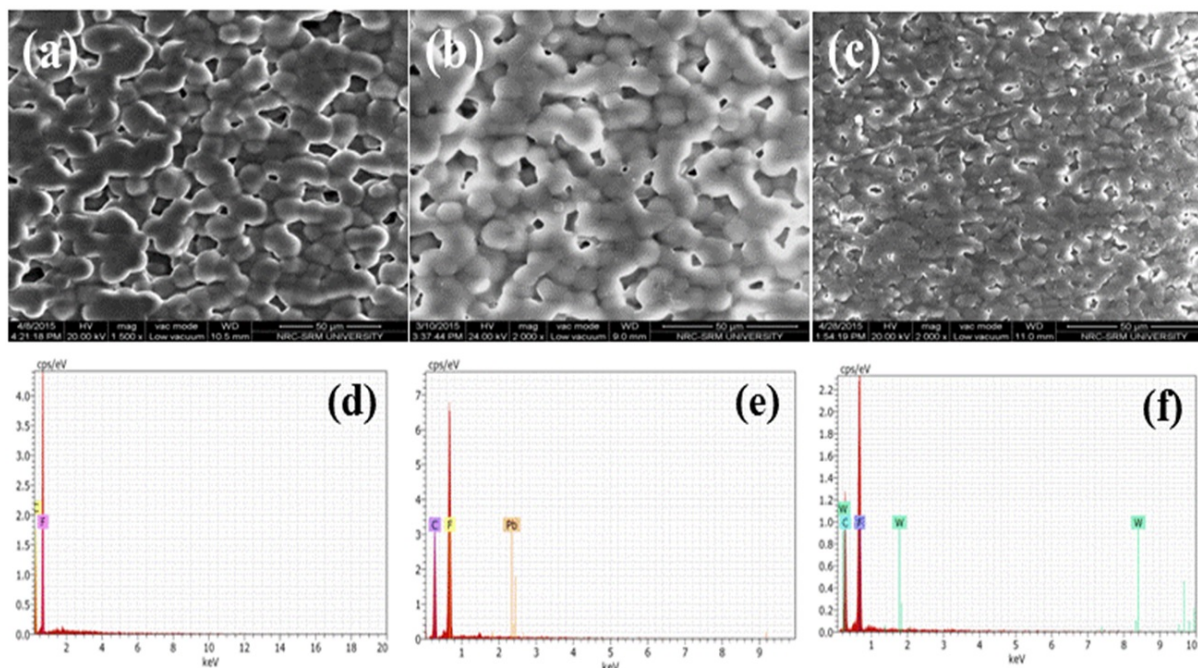 (a)
4/8/2015 HV mag vac mode WD 50 µm
4:21:18 PM 20.00 kV 1 500 x Low vacuum 10.5 mm NRC-SRM UNIVERSITY
(b)
3/10/2015 HV mag vac mode WD 50 µm
3:37:44 PM 24.00 kV 2 000 x Low vacuum 9.0 mm NRC-SRM UNIVERSITY
(c)
4/28/2015 HV mag vac mode WD 50 µm
1:54:19 PM 20.00 kV 2 000 x Low vacuum 11.0 mm NRC-SRM UNIVERSITY
cps/eV
(d)
4.0
3.5
3.0
2.5
2.0
1.5
1.0
0.5
0.0
F
2 4 6 8 10 12 14 16 18 20
keV
cps/eV
(e)
7
6
5
4
3
2
1
0
C F Pb
1 2 3 4 5 6 7 8 9
keV
cps/eV
(f)
2.2
2.0
1.8
1.6
1.4
1.2
1.0
0.8
0.6
0.4
0.2
0.0
W
C F W W
1 2 3 4 5 6 7 8 9 10
keV